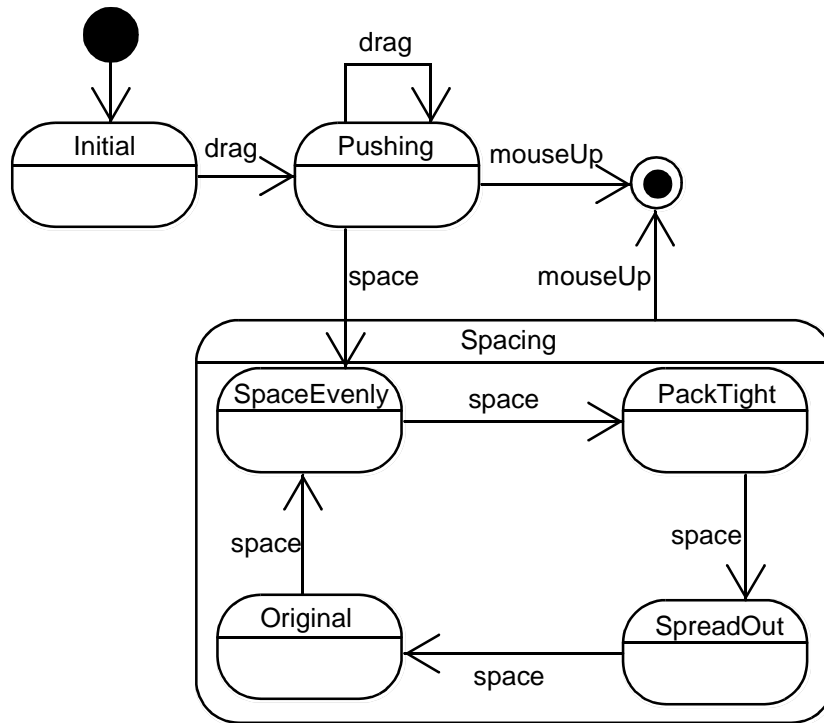 drag
Initial
drag
Pushing
mouseUp
space
mouseUp
Spacing
SpaceEvenly
space
PackTight
space
space
Original
space
SpreadOut